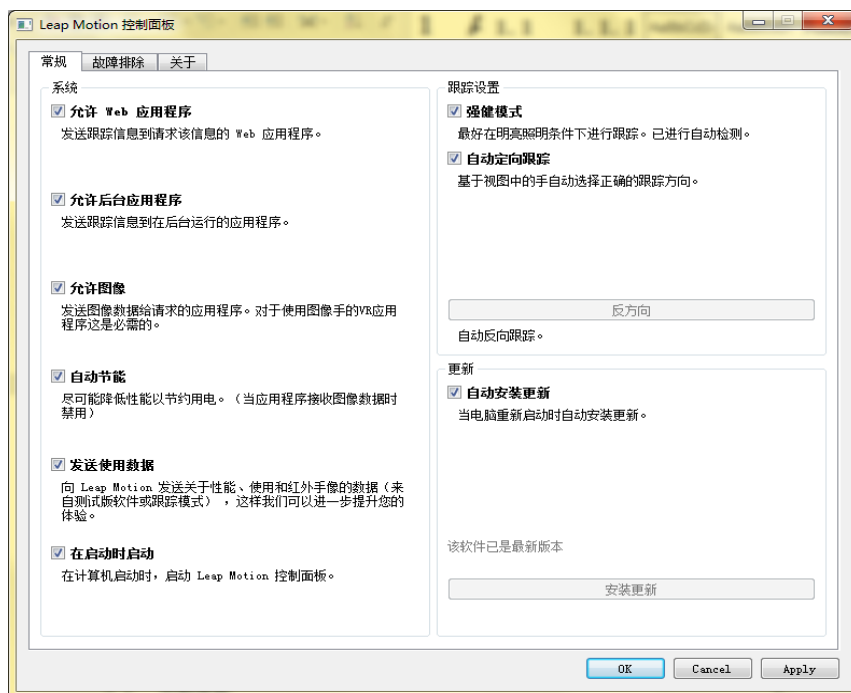 Leap Motion 控制面板
常规
故障排除
关于
系统
允许 Web 应用程序
发送跟踪信息到请求该信息的 Web 应用程序。
允许后台应用程序
发送跟踪信息到在后台运行的应用程序。
允许图像
发送图像数据给请求的应用程序。对于使用图像手的VR应用
程序这是必需的。
自动节能
尽可能降低性能以节约用电。（当应用程序接收图像数据时
禁用）
发送使用数据
向 Leap Motion 发送关于性能、使用和红外手像的数据（来
自测试版软件或跟踪模式），这样我们可以进一步提升您的
体验。
在启动时启动
在计算机启动时，启动 Leap Motion 控制面板。
跟踪设置
强健模式
最好在明亮照明条件下进行跟踪。已进行自动检测。
自动定向跟踪
基于视图中的手自动选择正确的跟踪方向。
反方向
自动反向跟踪。
更新
自动安装更新
当电脑重新启动时自动安装更新。
该软件已是最新版本
安装更新
OK
Cancel
Apply